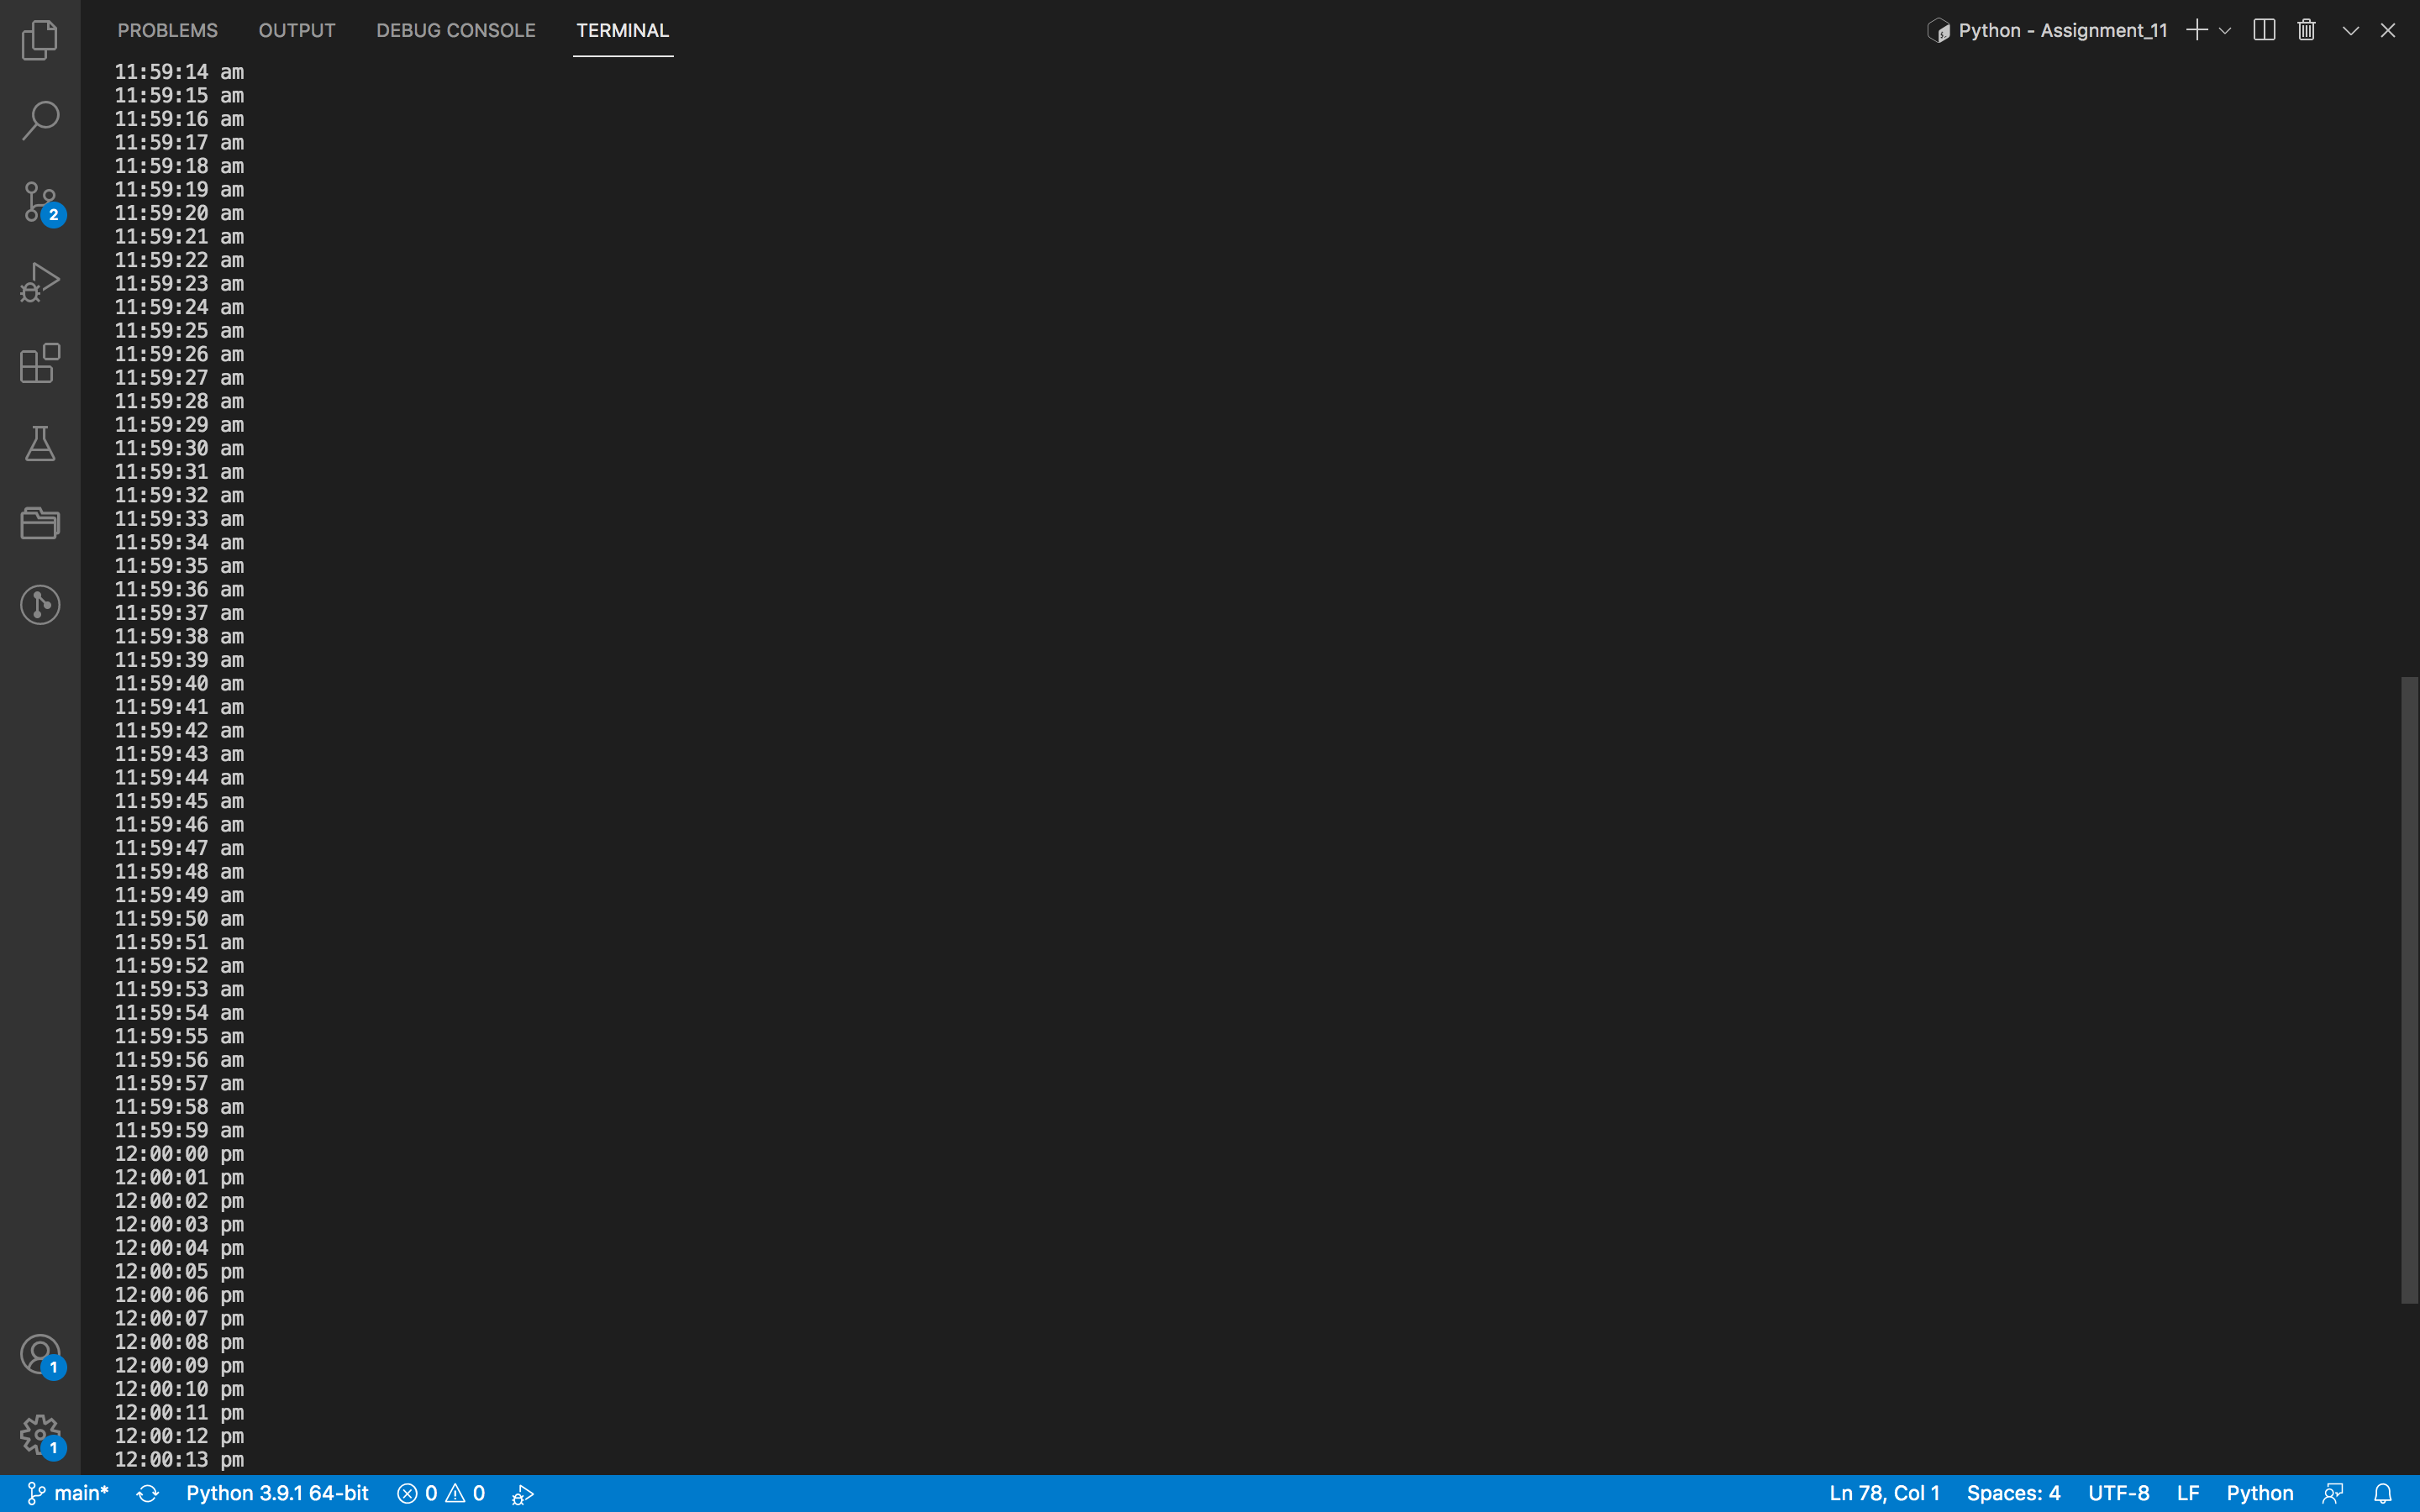 PROBLEMS OUTPUT DEBUG CONSOLE TERMINAL Python - Assignment_11
11:59:14 am
11:59:15 am
11:59:16 am
11:59:17 am
11:59:18 am
11:59:19 am
11:59:20 am
11:59:21 am
11:59:22 am
11:59:23 am
11:59:24 am
11:59:25 am
11:59:26 am
11:59:27 am
11:59:28 am
11:59:29 am
11:59:30 am
11:59:31 am
11:59:32 am
11:59:33 am
11:59:34 am
11:59:35 am
11:59:36 am
11:59:37 am
11:59:38 am
11:59:39 am
11:59:40 am
11:59:41 am
11:59:42 am
11:59:43 am
11:59:44 am
11:59:45 am
11:59:46 am
11:59:47 am
11:59:48 am
11:59:49 am
11:59:50 am
11:59:51 am
11:59:52 am
11:59:53 am
11:59:54 am
11:59:55 am
11:59:56 am
11:59:57 am
11:59:58 am
11:59:59 am
12:00:00 pm
12:00:01 pm
12:00:02 pm
12:00:03 pm
12:00:04 pm
12:00:05 pm
12:00:06 pm
12:00:07 pm
12:00:08 pm
12:00:09 pm
12:00:10 pm
12:00:11 pm
12:00:12 pm
12:00:13 pm
2
1
1
main* Python 3.9.1 64-bit 0 0 Ln 78, Col 1 Spaces: 4 UTF-8 LF Python